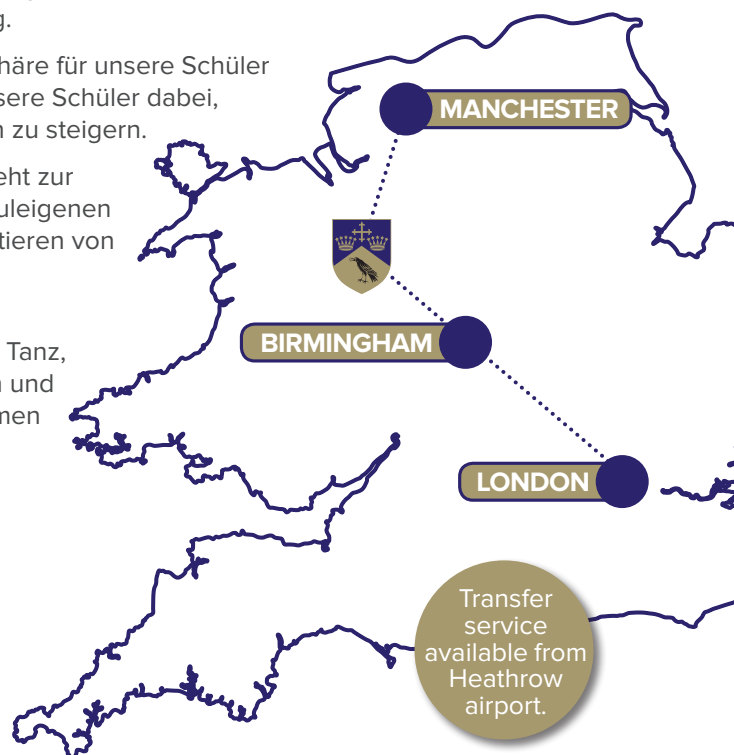 g.
häre für unsere Schüler
sere Schüler dabei,
n zu steigern.
eht zur
uleigenen
tieren von
Tanz,
n und
men
MANCHESTER
BIRMINGHAM
LONDON
Transfer
service
available from
Heathrow
airport.